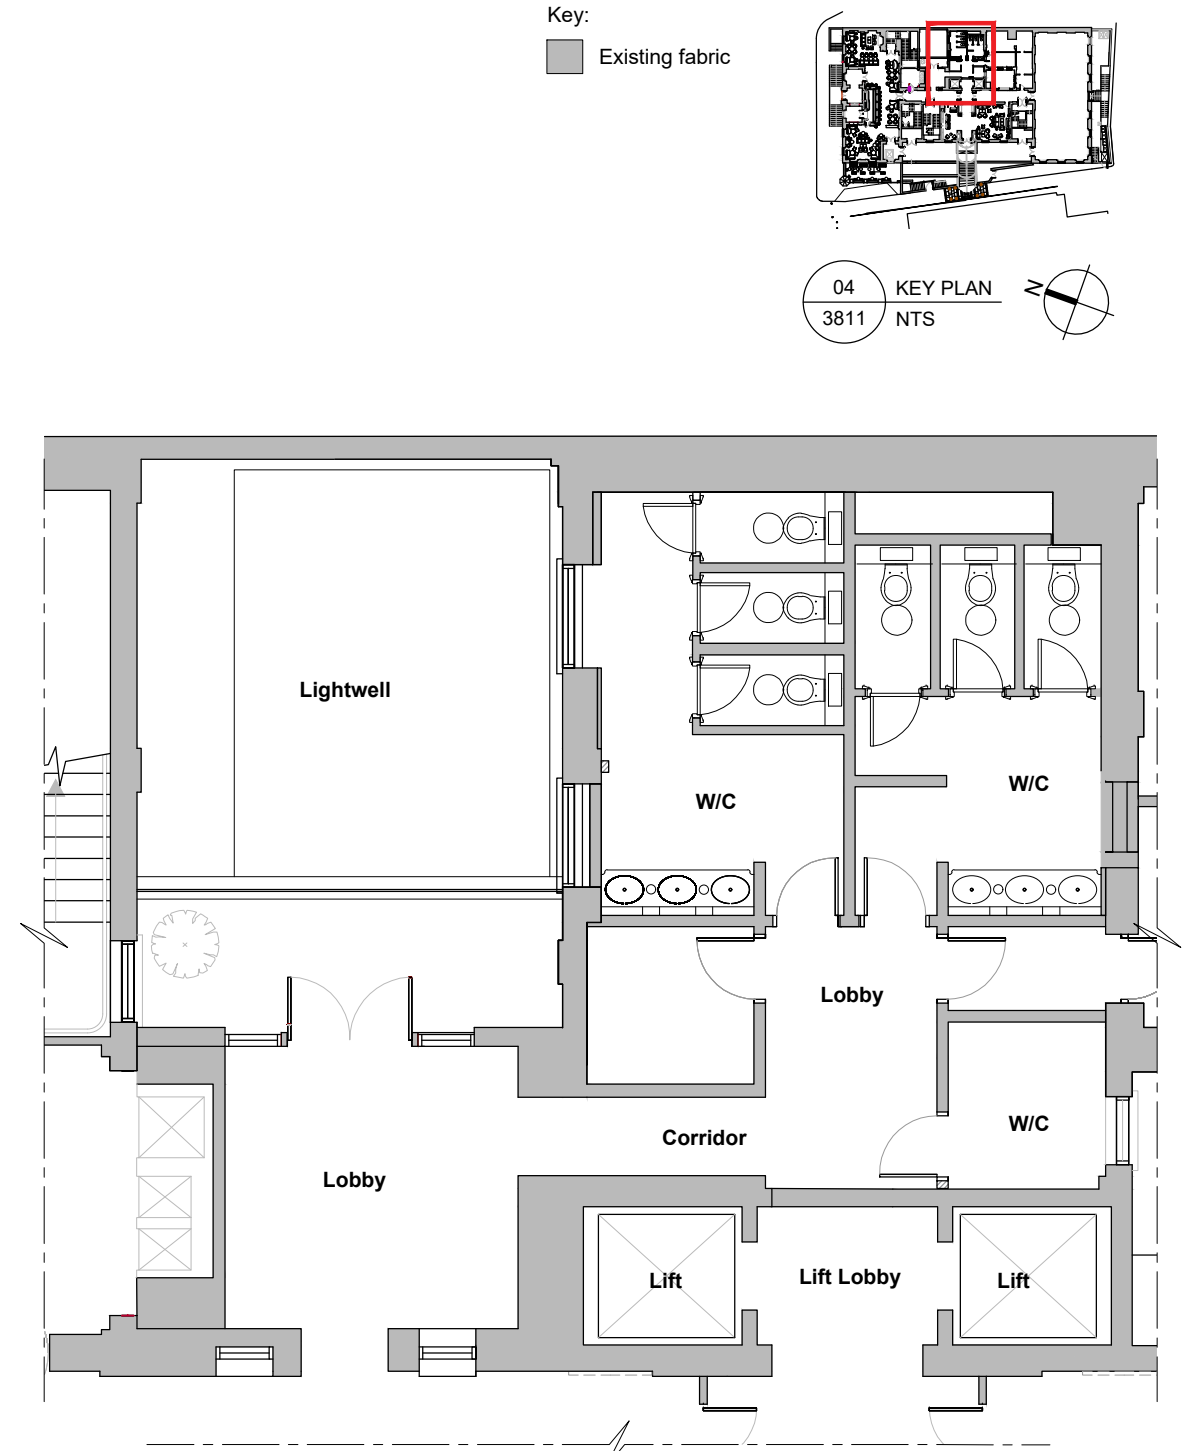 Key:
Existing fabric
04
3811
KEY PLAN
NTS
N
Lightwell
W/C
W/C
Lobby
Corridor
W/C
Lobby
Lift
Lift Lobby
Lift